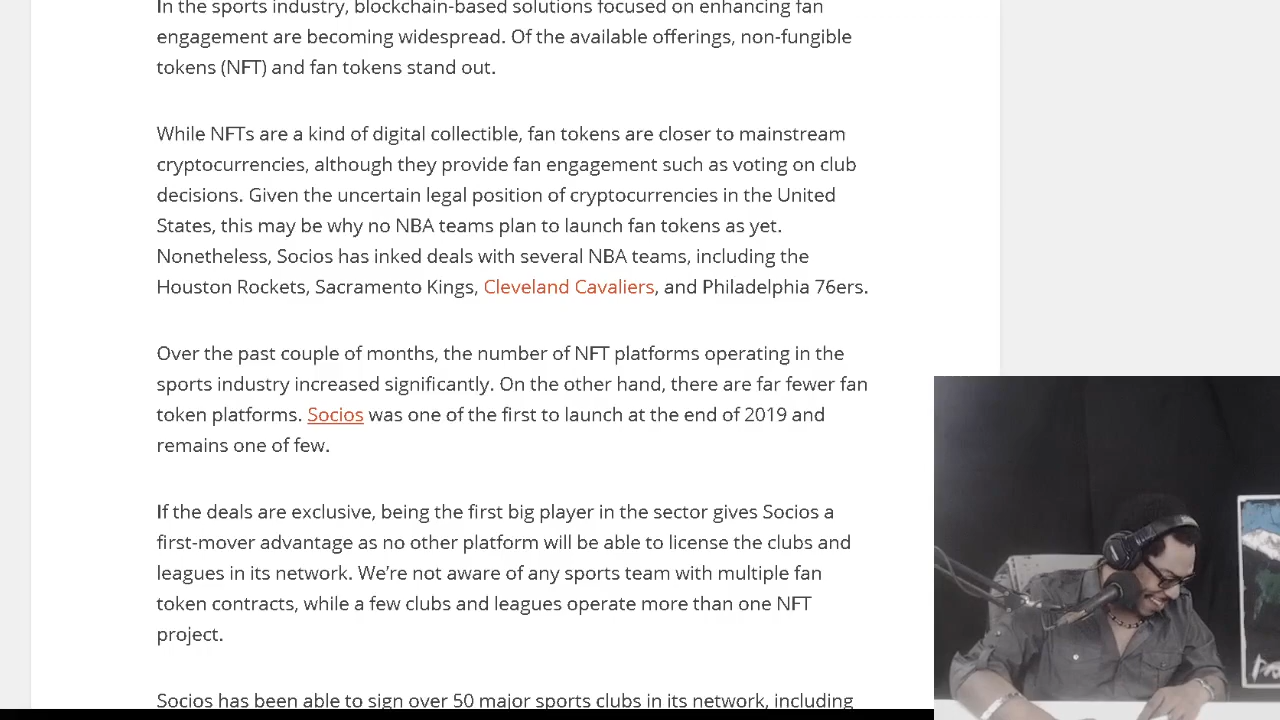 In the sports industry, blockchain-based solutions focused on enhancing fan
engagement are becoming widespread. Of the available offerings, non-fungible
tokens (NFT) and fan tokens stand out.
While NFTs are a kind of digital collectible, fan tokens are closer to mainstream
cryptocurrencies, although they provide fan engagement such as voting on club
decisions. Given the uncertain legal position of cryptocurrencies in the United
States, this may be why no NBA teams plan to launch fan tokens as yet.
Nonetheless, Socios has inked deals with several NBA teams, including the
Houston Rockets, Sacramento Kings, Cleveland Cavaliers, and Philadelphia 76ers.
Over the past couple of months, the number of NFT platforms operating in the
sports industry increased significantly. On the other hand, there are far fewer fan
token platforms. Socios was one of the first to launch at the end of 2019 and
remains one of few.
If the deals are exclusive, being the first big player in the sector gives Socios a
first-mover advantage as no other platform will be able to license the clubs and
leagues in its network. We're not aware of any sports team with multiple fan
token contracts, while a few clubs and leagues operate more than one NFT
project.
Socios has been able to sign over 50 major sports clubs in its network, including